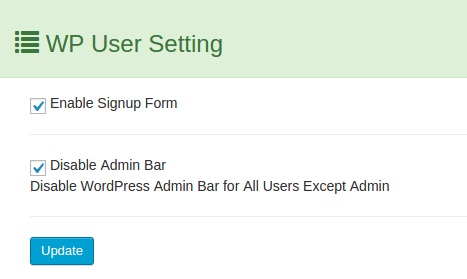 WP User Setting
Enable Signup Form
Disable Admin Bar
Disable WordPress Admin Bar for All Users Except Admin
Update